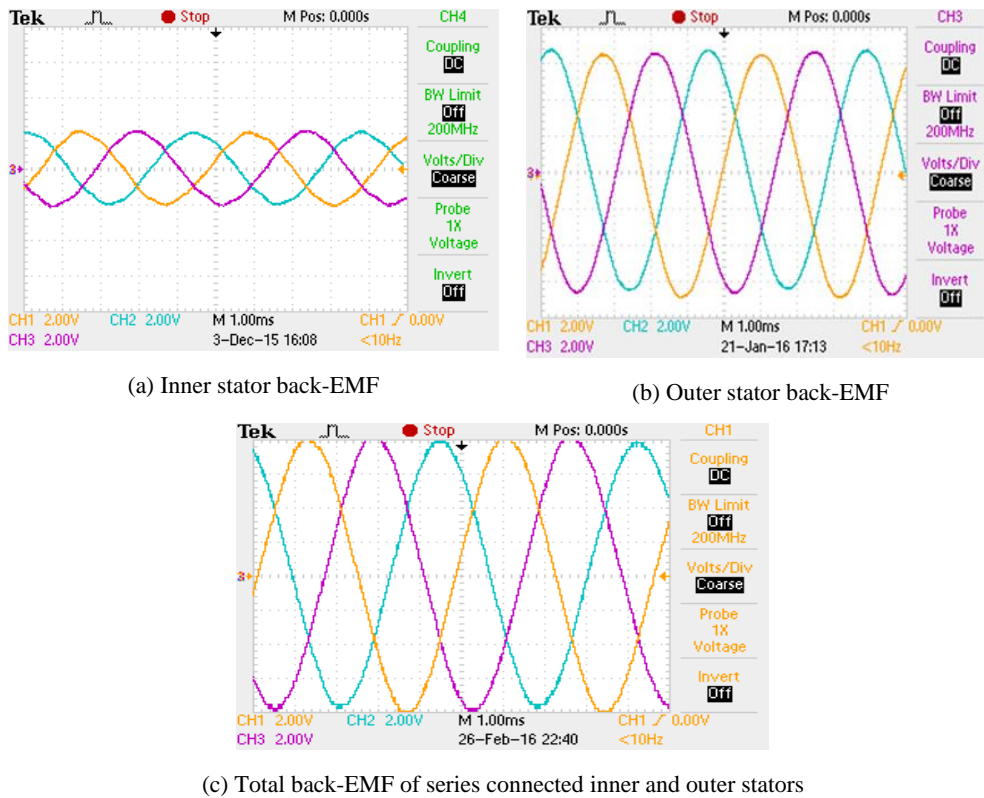 Tek Stop M Pos: 0.000s CH4
Coupling
DC
BW Limit
Off
200MHz
Volts/Div
Coarse
Probe
1X
Voltage
Invert
Off
3
CH1 2.00V CH2 2.00V M 1.00ms CH1 0.00V
CH3 2.00V 3-Dec-15 16:08 <10Hz
(a) Inner stator back-EMF
Tek Stop M Pos: 0.000s CH3
Coupling
DC
BW Limit
Off
200MHz
Volts/Div
Coarse
Probe
1X
Voltage
Invert
Off
3
CH1 2.00V CH2 2.00V M 1.00ms CH1 0.00V
CH3 2.00V 21-Jan-16 17:13 <10Hz
(b) Outer stator back-EMF
Tek Stop M Pos: 0.000s CH1
Coupling
DC
BW Limit
Off
200MHz
Volts/Div
Coarse
Probe
1X
Voltage
Invert
Off
3
CH1 2.00V CH2 2.00V M 1.00ms CH1 0.00V
CH3 2.00V 26-Feb-16 22:40 <10Hz
(c) Total back-EMF of series connected inner and outer stators